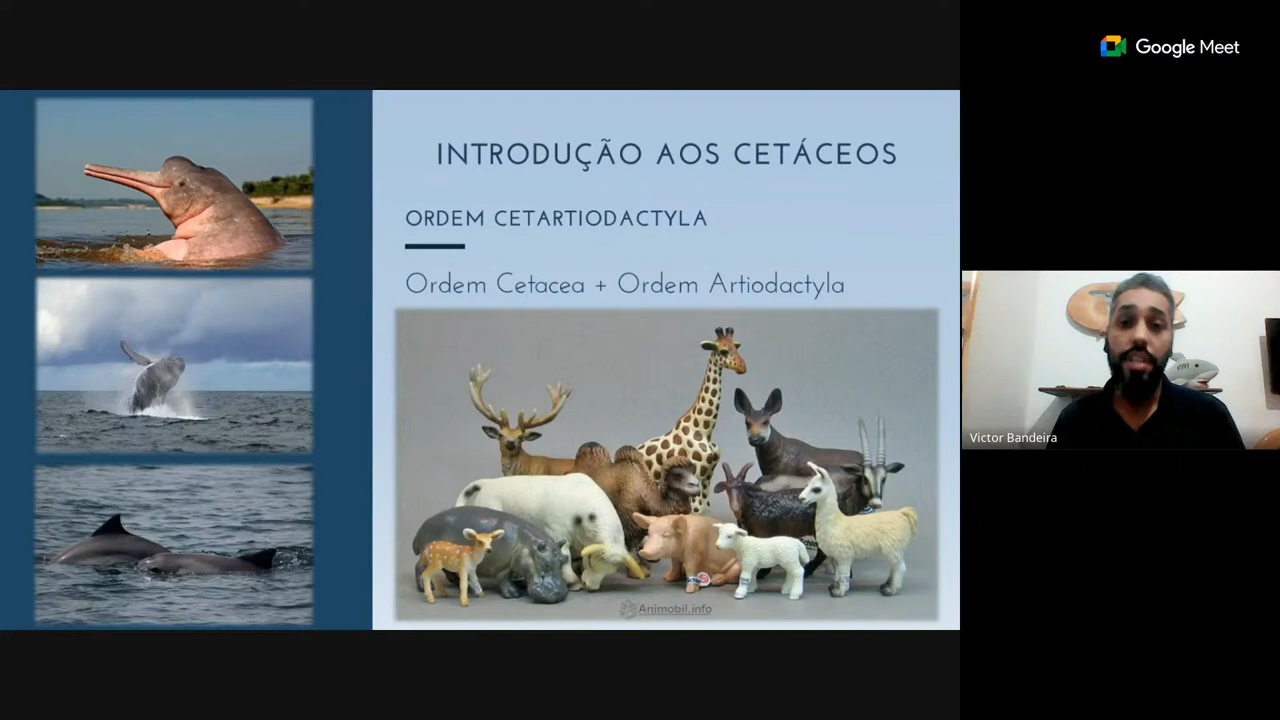 Google Meet
INTRODUÇÃO AOS CETÁCEOS
ORDEM CETARTIODACTYLA
Ordem Cetacea + Ordem Artiodactyla
Animobil.info
Victor Bandeira